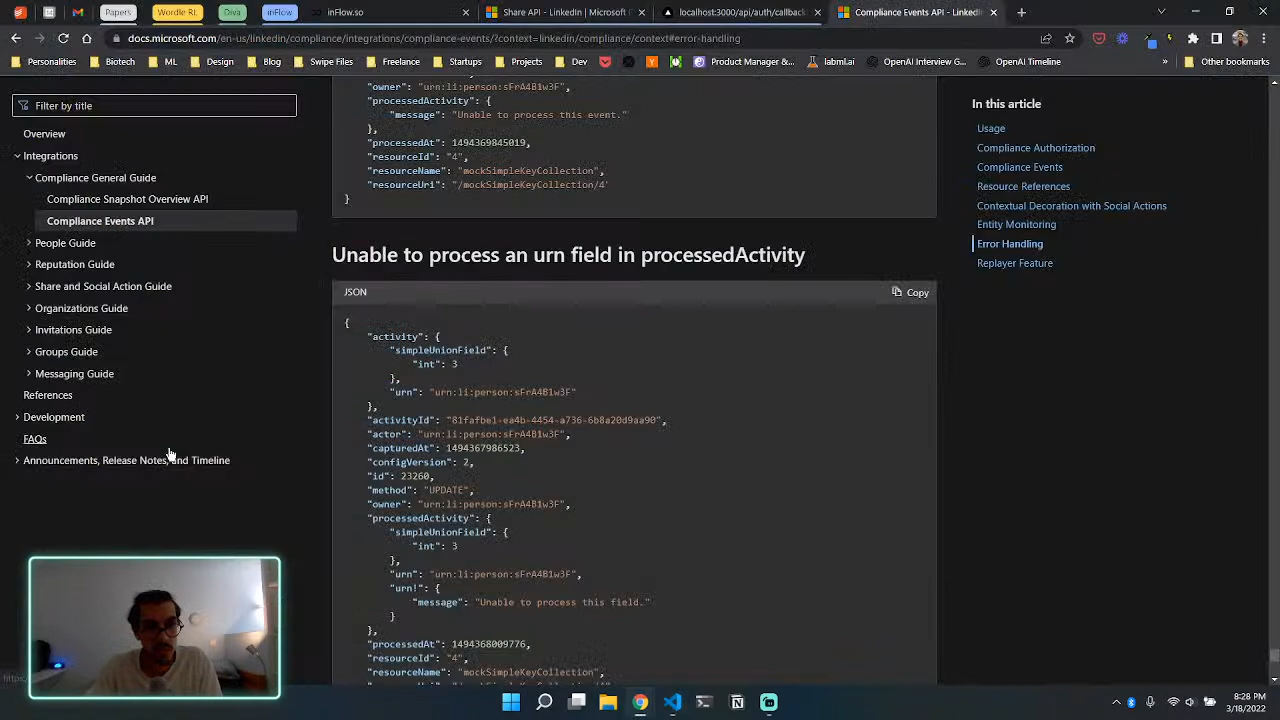 Papers
Wordle RL
Diva
inFlow
inFlow.so
Share API - LinkedIn | Microsoft D
localhost:3000/api/auth/callback
Compliance Events API - LinkedIn
docs.microsoft.com/en-us/linkedin/compliance/integrations/compliance-events/?context=linkedin/compliance/context#error-handling
Papers
Biotech
ML
Design
Blog
Swipe Files
Freelance
Startups
Projects
Dev
Product Manager &...
labml.ai
OpenAI Interview G...
OpenAI Timeline
»
Other bookmarks
Filter by title
Overview
Integrations
Compliance General Guide
Compliance Snapshot Overview API
Compliance Events API
People Guide
Reputation Guide
Share and Social Action Guide
Organizations Guide
Invitations Guide
Groups Guide
Messaging Guide
References
Development
FAQs
Announcements, Release Notes, and Timeline
"owner": "urn:li:person:sFrA4B1w3F",
"processedActivity": {
"message": "Unable to process this event."
},
"processedAt": 1494369845019,
"resourceId": "4",
"resourceName": "mockSimpleKeyCollection",
"resourceUri": "/mockSimpleKeyCollection/4"
}
Unable to process an urn field in processedActivity
JSON
Copy
{
"activity": {
"simpleUnionField": {
"int": 3
},
"urn": "urn:li:person:sFrA4B1w3F"
},
"activityId": "81fafbe1-ea4b-4454-a736-6b8a20d9aa90",
"actor": "urn:li:person:sFrA4B1w3F",
"capturedAt": 1494367986523,
"configVersion": 2,
"id": 23260,
"method": "UPDATE",
"owner": "urn:li:person:sFrA4B1w3F",
"processedActivity": {
"simpleUnionField": {
"int": 3
},
"urn": "urn:li:person:sFrA4B1w3F",
"urn!": {
"message": "Unable to process this field."
}
},
"processedAt": 1494368009776,
"resourceId": "4",
"resourceName": "mockSimpleKeyCollection",
In this article
Usage
Compliance Authorization
Compliance Events
Resource References
Contextual Decoration with Social Actions
Entity Monitoring
Error Handling
Replayer Feature
8:28 PM
3/18/2022